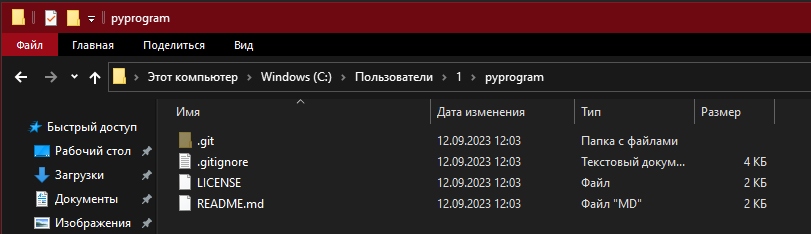 pyprogram
Файл Главная Поделиться Вид
Этот компьютер Windows (C:) Пользователи 1 pyprogram
Имя Дата изменения Тип Размер
Быстрый доступ
Рабочий стол
Загрузки
Документы
Изображения
.git 12.09.2023 12:03 Папка с файлами
.gitignore 12.09.2023 12:03 Текстовый докум... 4 КБ
LICENSE 12.09.2023 12:03 Файл 2 КБ
README.md 12.09.2023 12:03 Файл "MD" 2 КБ